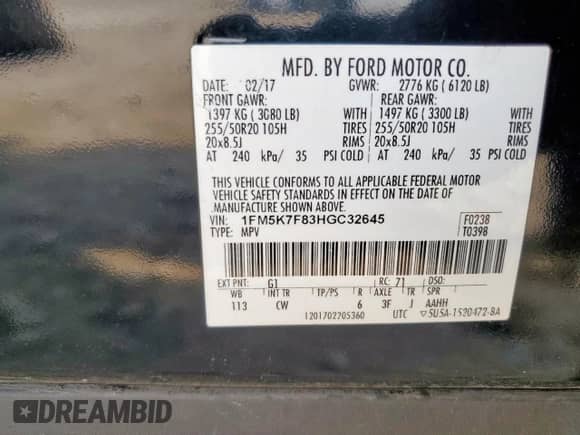 MFD. BY FORD MOTOR CO.
DATE: 02/17 GVWR: 2776 KG ( 6120 LB)
FRONT GAWR: REAR GAWR:
1397 KG ( 3080 LB) WITH 1497 KG ( 3300 LB) WITH
255/50R20 105H TIRES 255/50R20 105H TIRES
20x8.5J RIMS 20x8.5J RIMS
AT 240 kPa/ 35 PSI COLD AT 240 kPa/ 35 PSI COLD
THIS VEHICLE CONFORMS TO ALL APPLICABLE FEDERAL MOTOR
VEHICLE SAFETY STANDARDS IN EFFECT ON THE DATE OF
MANUFACTURE SHOWN ABOVE.
VIN: 1FM5K7F83HGC32645 F0238
TYPE: MPV T0398
EXT PNT: G1 RC: 71 DSO:
WB INT TR TP/PS R AXLE TR SPR
113 CW 6 3F J AAHH
1201702705360 UTC ▽5U5A-1520472-BA
DREAMBID